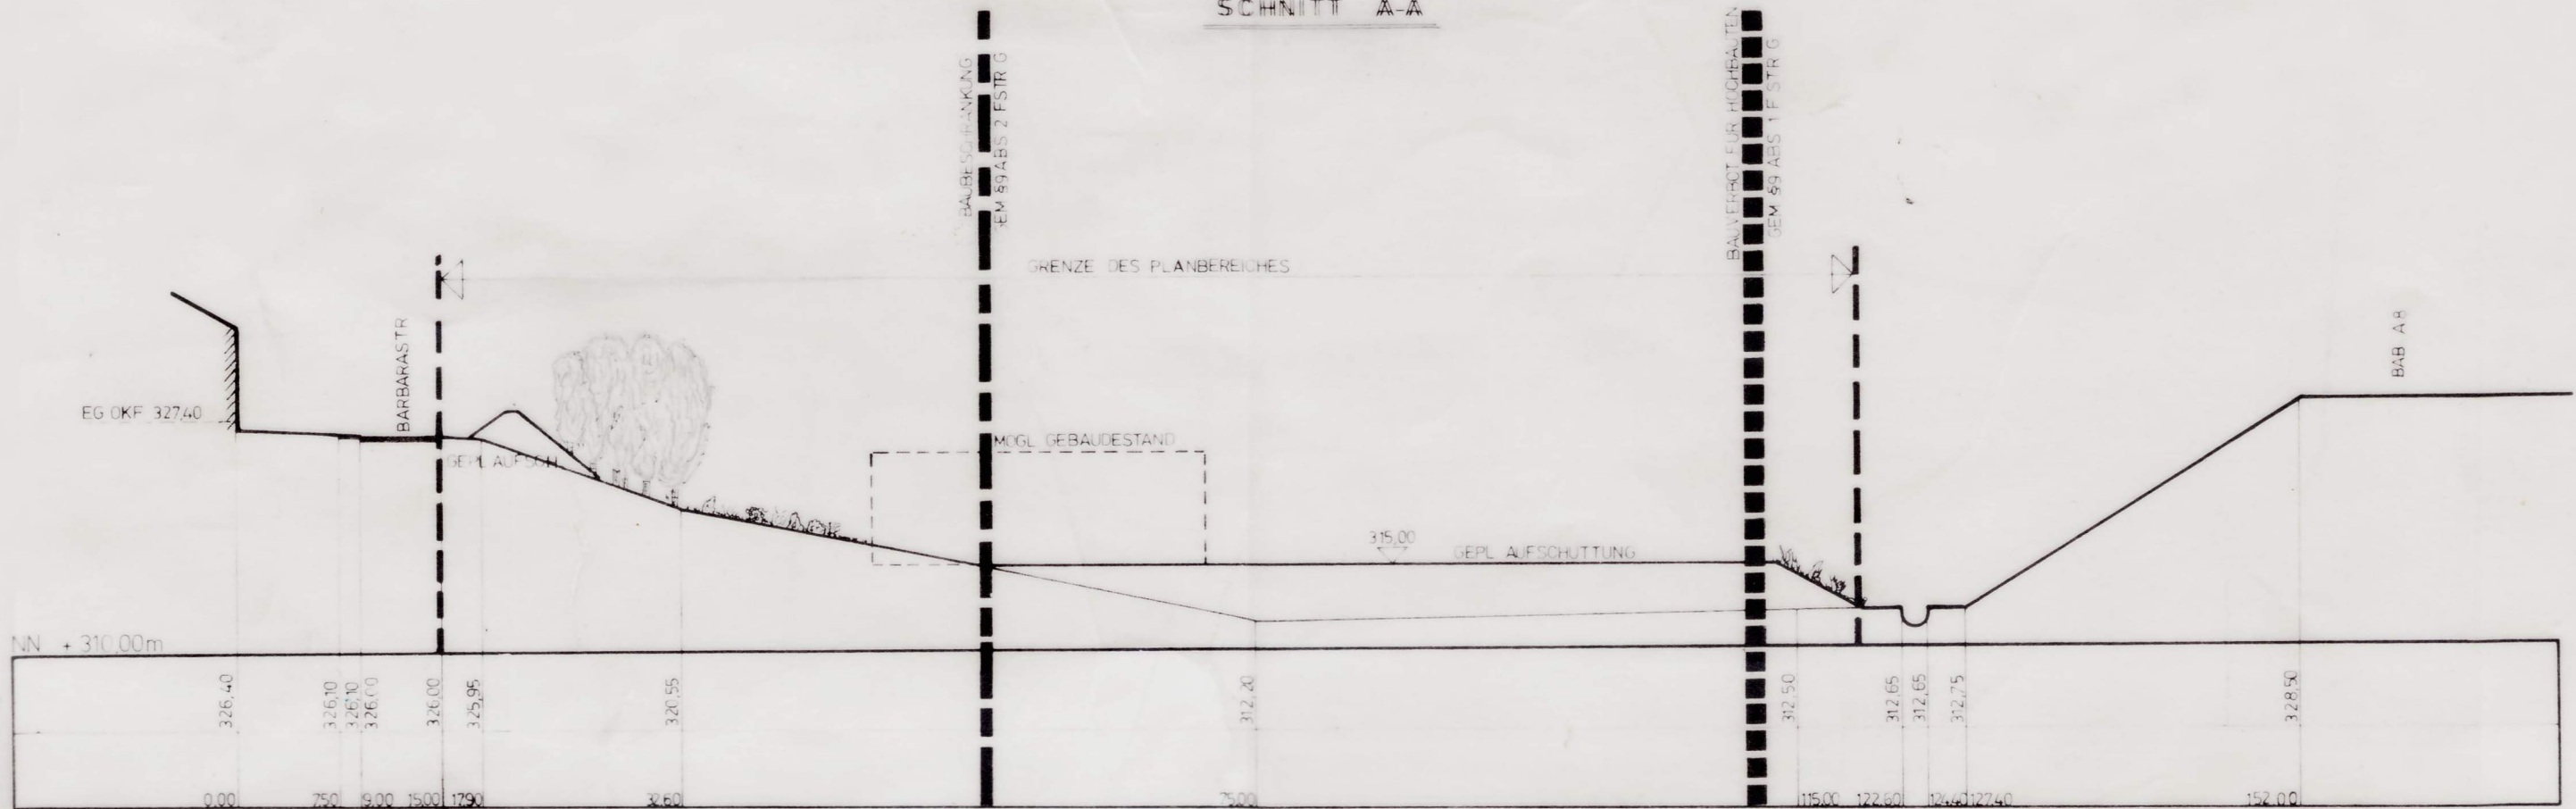 SCHNITT A-A
BAUBESCHRÄNKUNG
GEM §9 ABS 2 FSTR G
BAUVERBOT FÜR HOCHBAUTEN
GEM §9 ABS 1 F STR G
GRENZE DES PLANBEREICHES
BARBARASTR
BAB A8
EG OKF 327.40
GEPL AUFSCH.
MÖGL GEBÄUDESTAND
315,00
GEPL AUFSCHÜTTUNG
NN + 310,00m
326,40
326,10
326,10
326,00
326,00
325,95
320,55
312,20
312,50
312,65
312,65
312,75
328,50
0.00
7.50
9.00
15.00
17.90
32.60
75.00
115.00
122.60
124.40
127.40
152.00